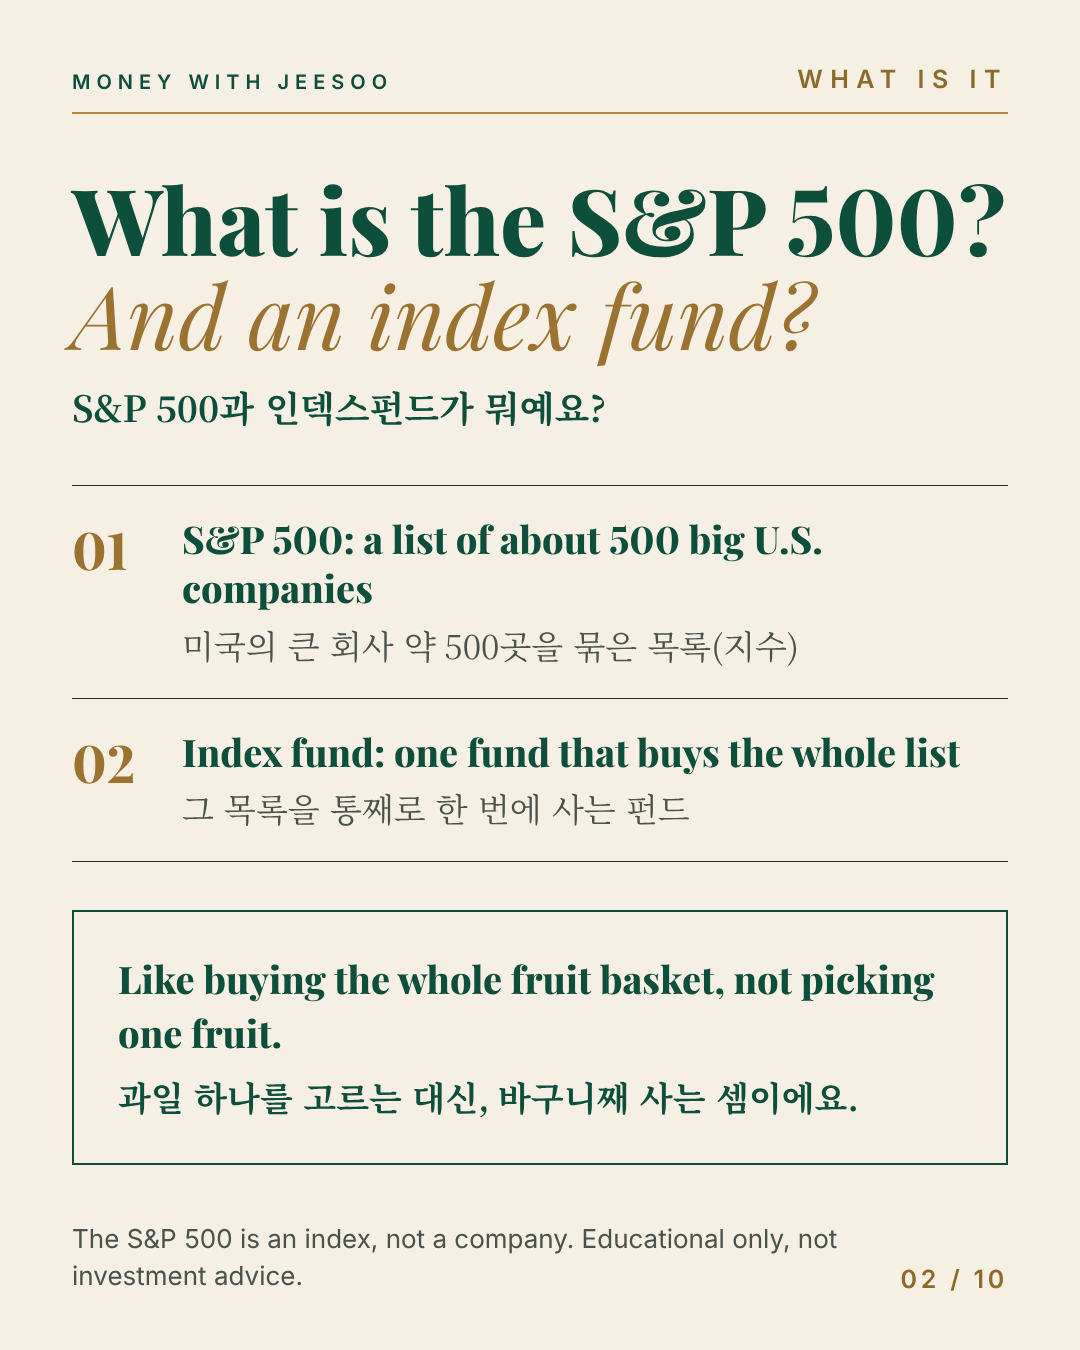 MONEY WITH JEESOO
WHAT IS IT
What is the S&P 500?
And an index fund?
S&P 500과 인덱스펀드가 뭐예요?
01
S&P 500: a list of about 500 big U.S.
companies
미국의 큰 회사 약 500곳을 묶은 목록(지수)
02
Index fund: one fund that buys the whole list
그 목록을 통째로 한 번에 사는 펀드
Like buying the whole fruit basket, not picking
one fruit.
과일 하나를 고르는 대신, 바구니째 사는 셈이에요.
The S&P 500 is an index, not a company. Educational only, not
investment advice.
02 / 10